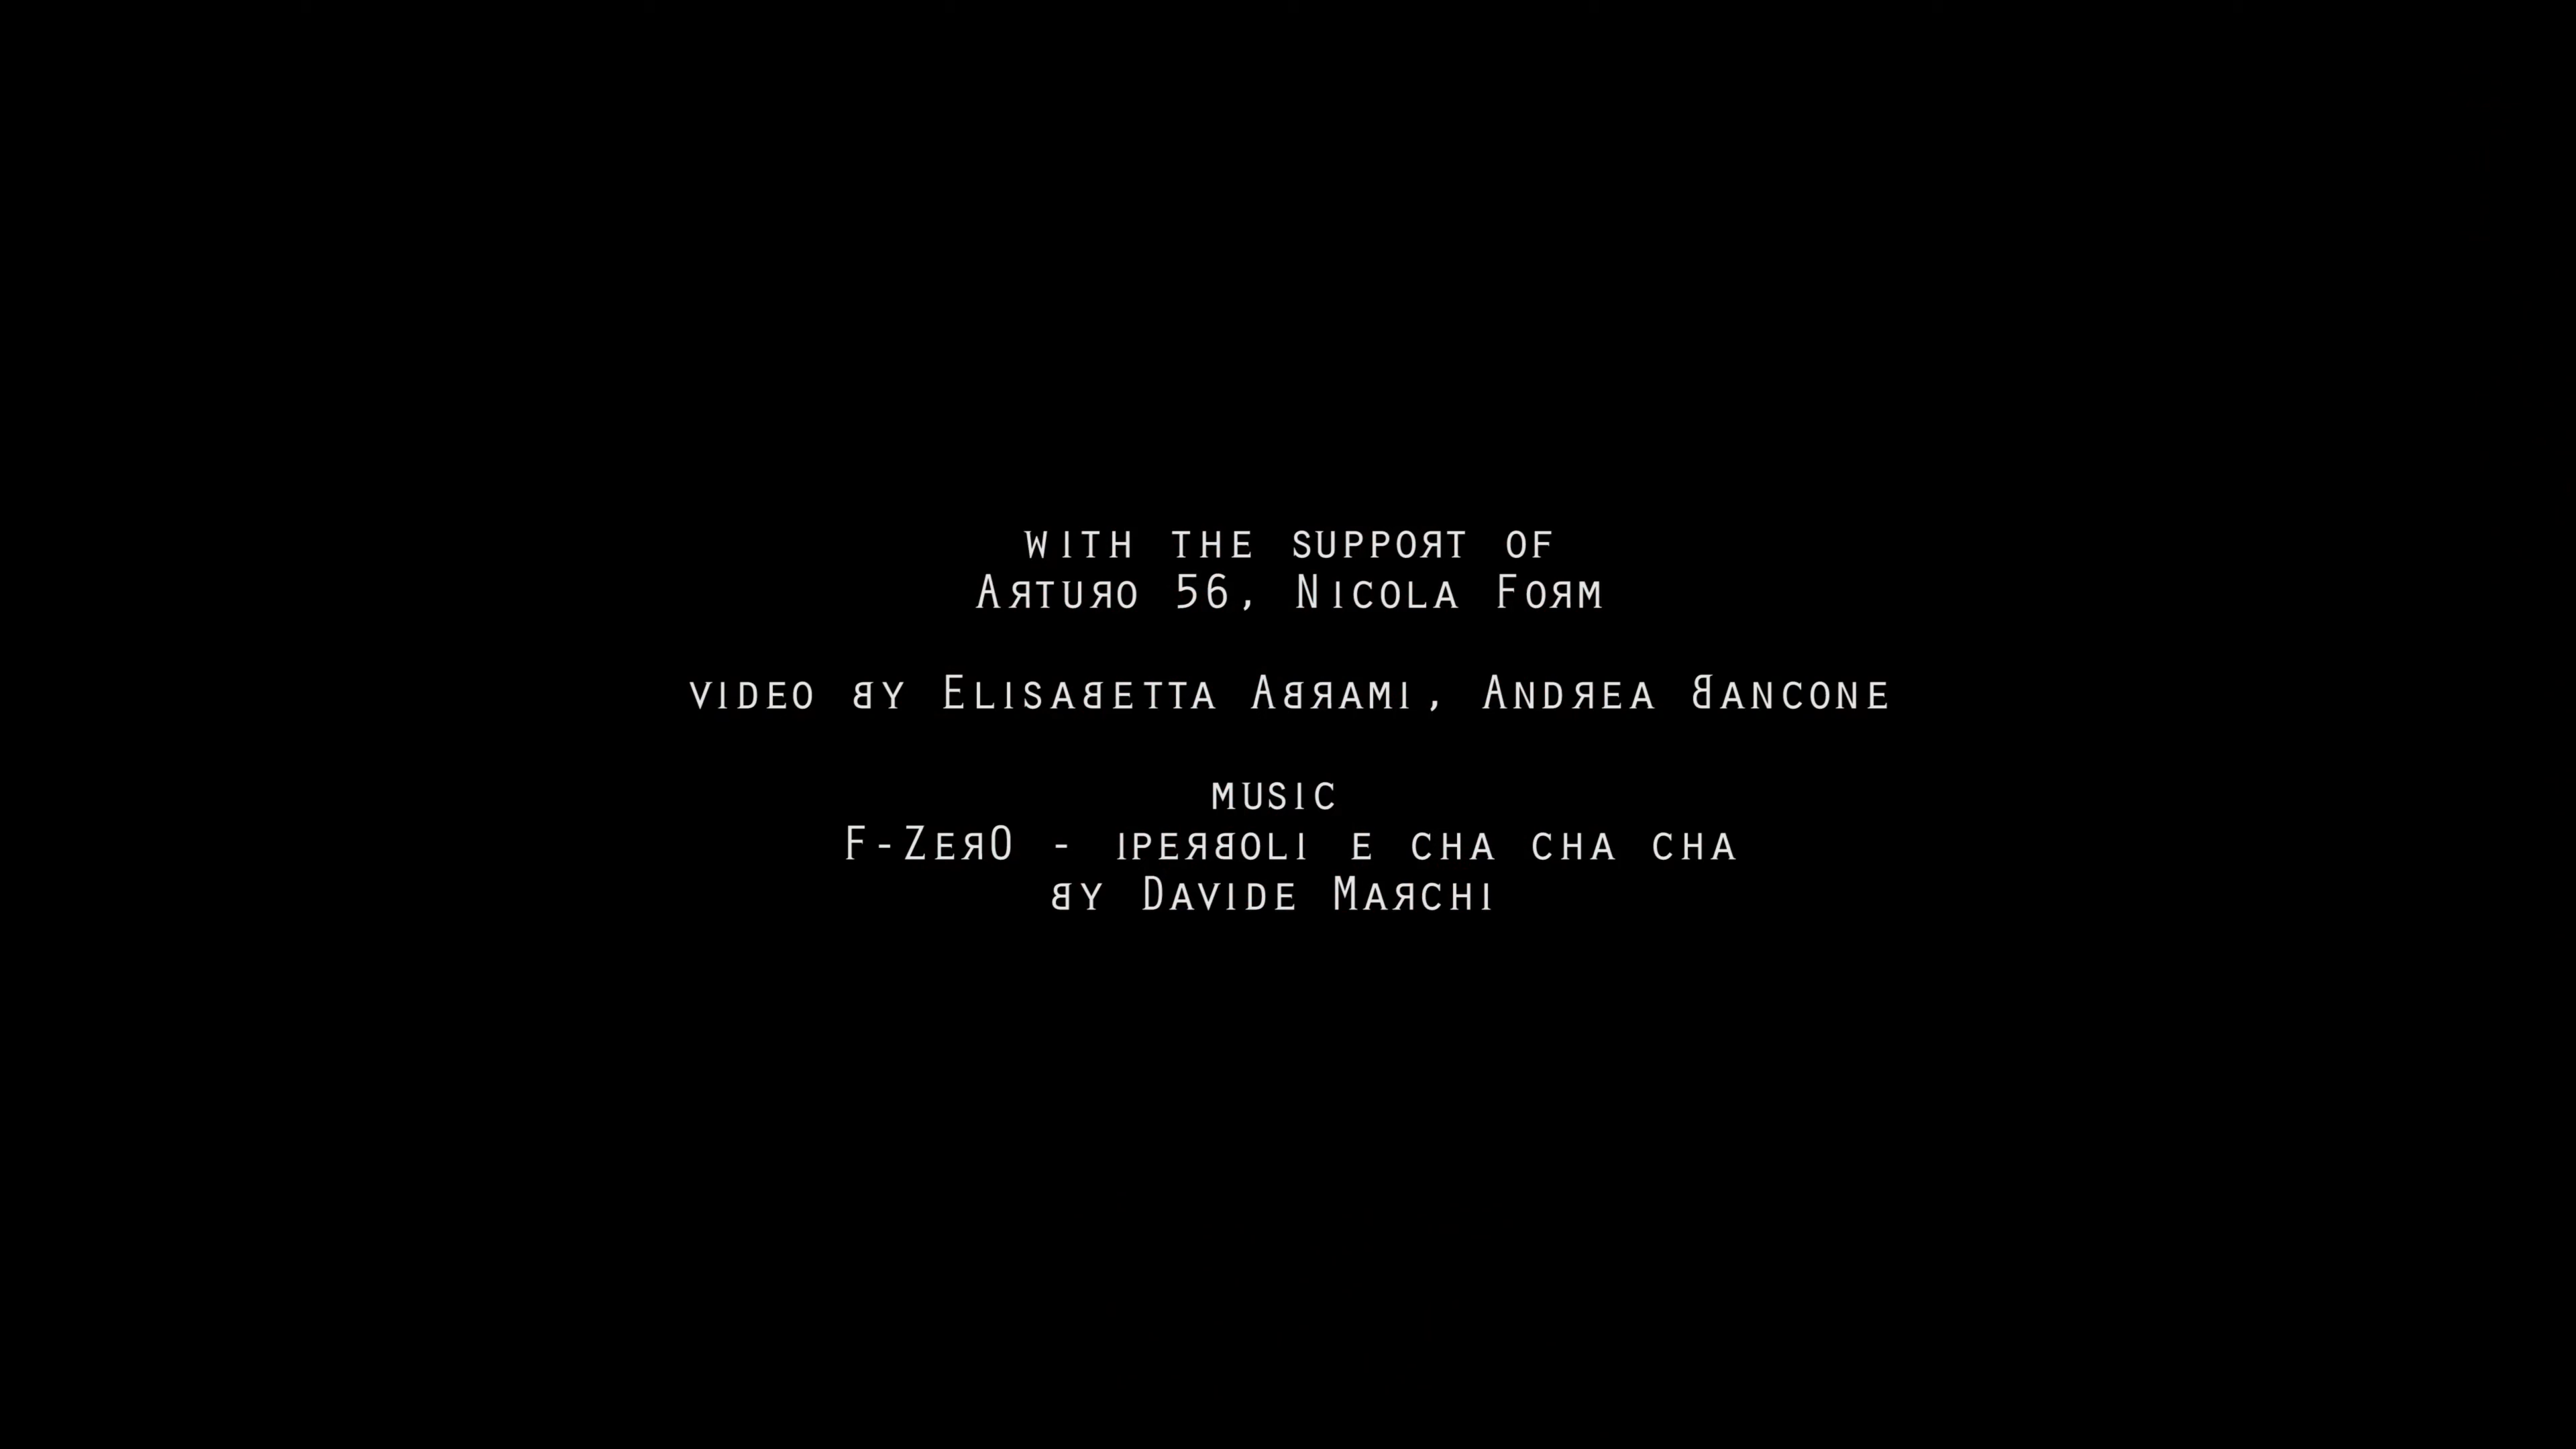 with the support of
Arturo 56, Nicola Form
video by Elisabetta Abrami, Andrea Bancone
music
F-Zer0 - iperboli e cha cha cha
by Davide Marchi